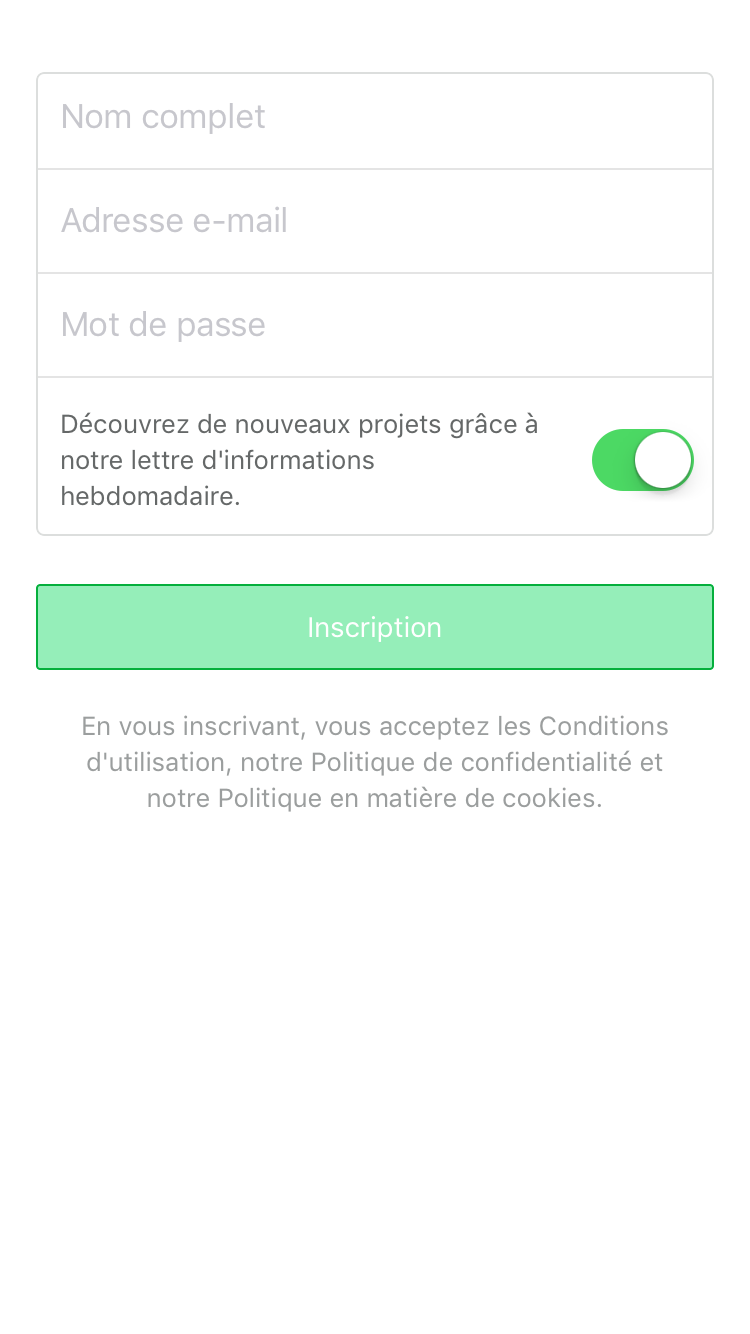 Nom complet
Adresse e-mail
Mot de passe
Découvrez de nouveaux projets grâce à
notre lettre d'informations
hebdomadaire.
Inscription
En vous inscrivant, vous acceptez les Conditions
d'utilisation, notre Politique de confidentialité et
notre Politique en matière de cookies.